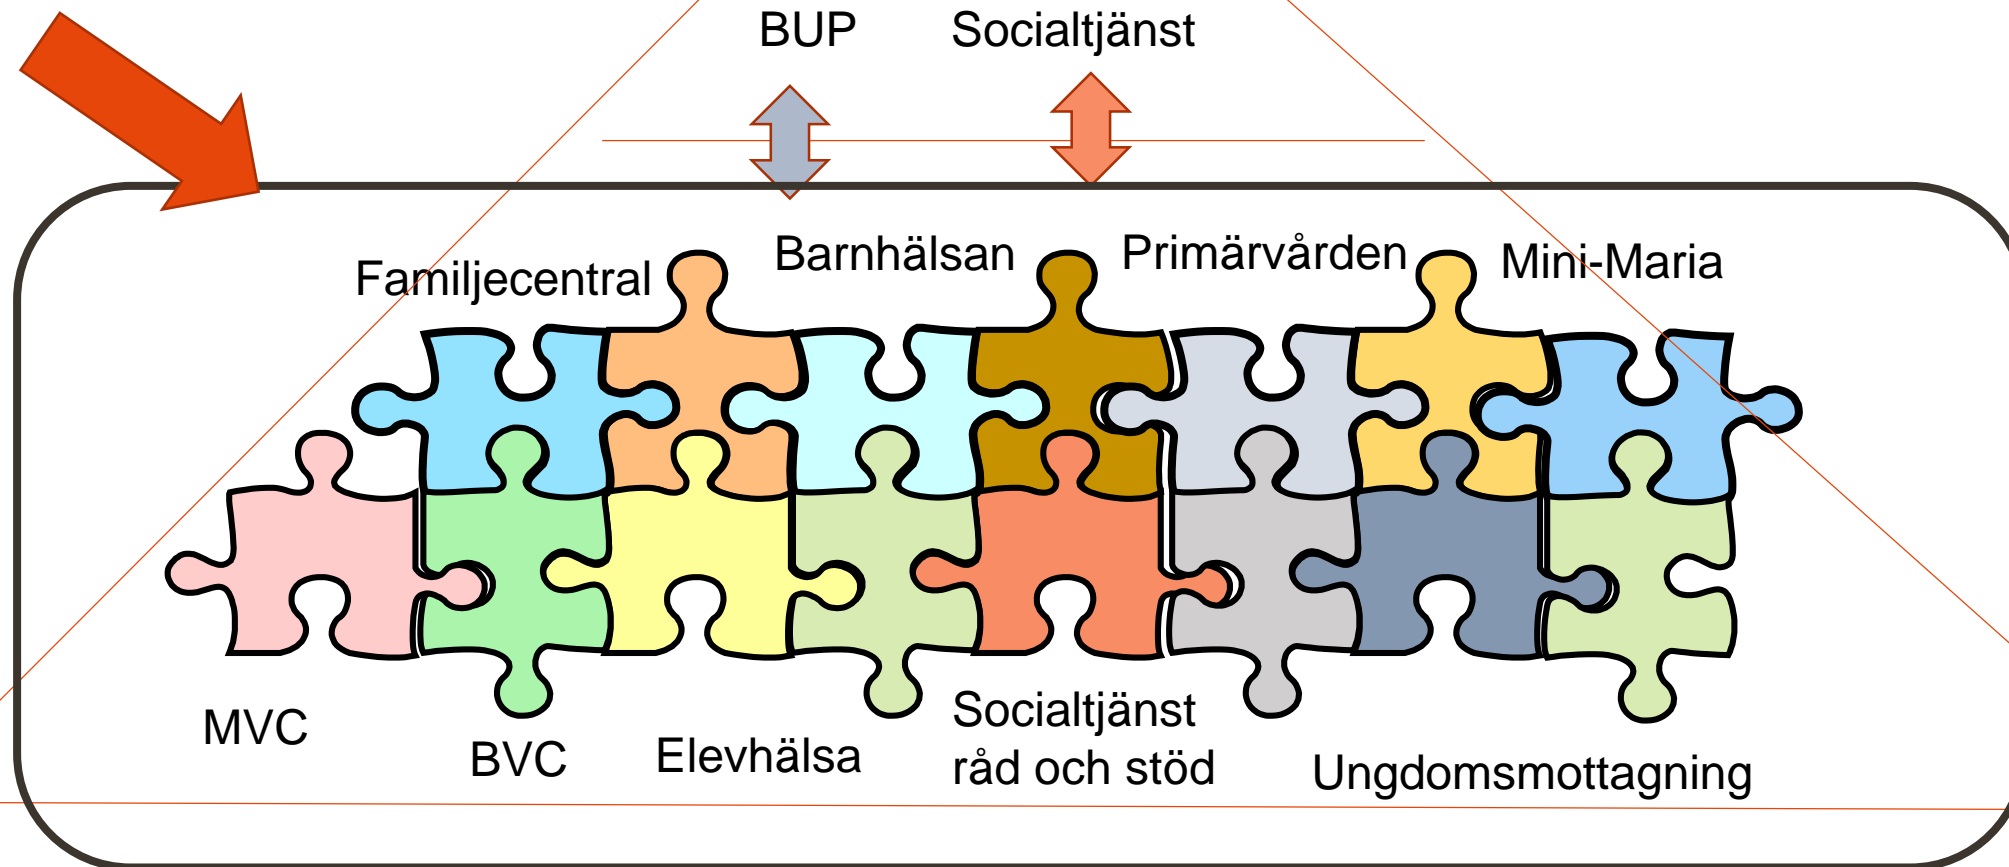 BUP
Socialtjänst
Familjecentral
Barnhälsan
Primärvården
Mini-Maria
MVC
BVC
Elevhälsa
Socialtjänst
råd och stöd
Ungdomsmottagning